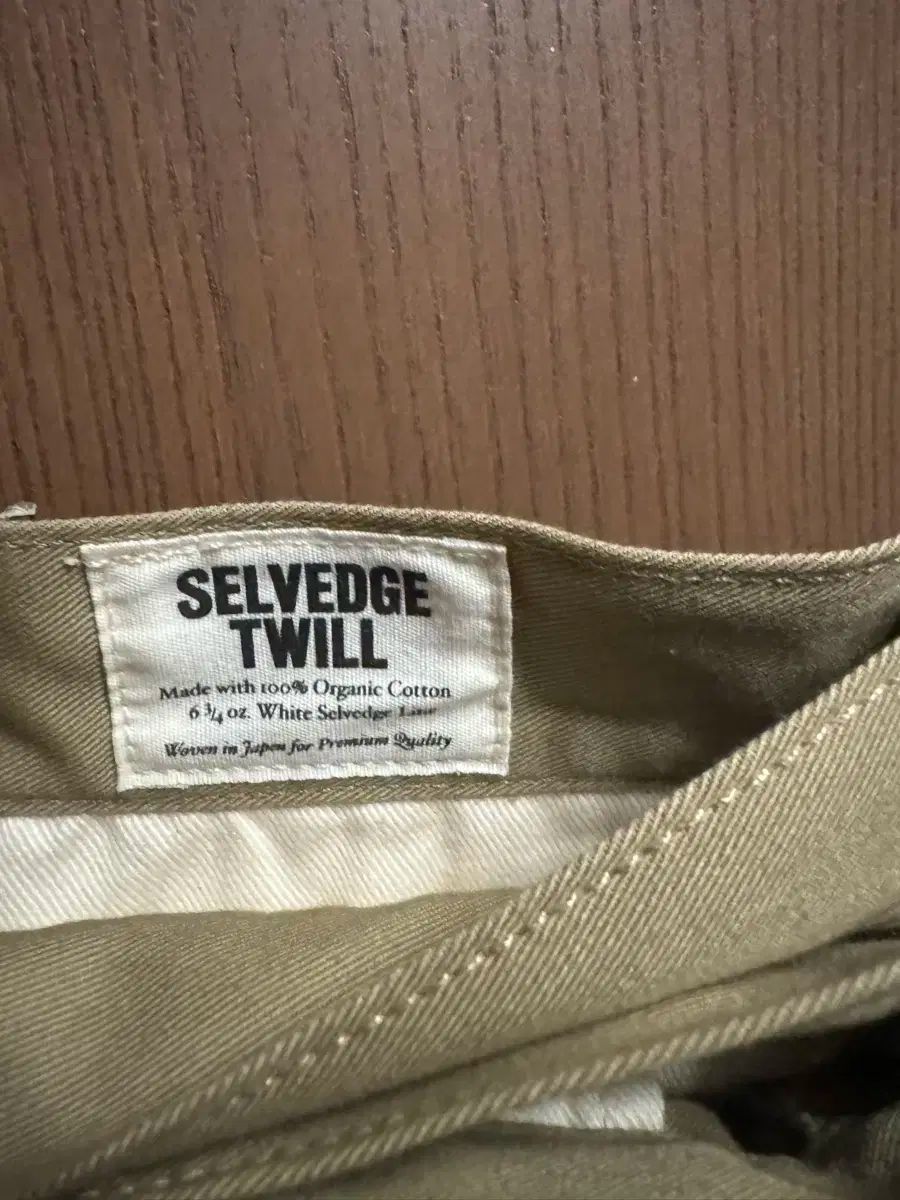 SELVEDGE
TWILL
Made with 100% Organic Cotton
6 3/4 oz. White Selvedge Line
Woven in Japen for Premium Quality